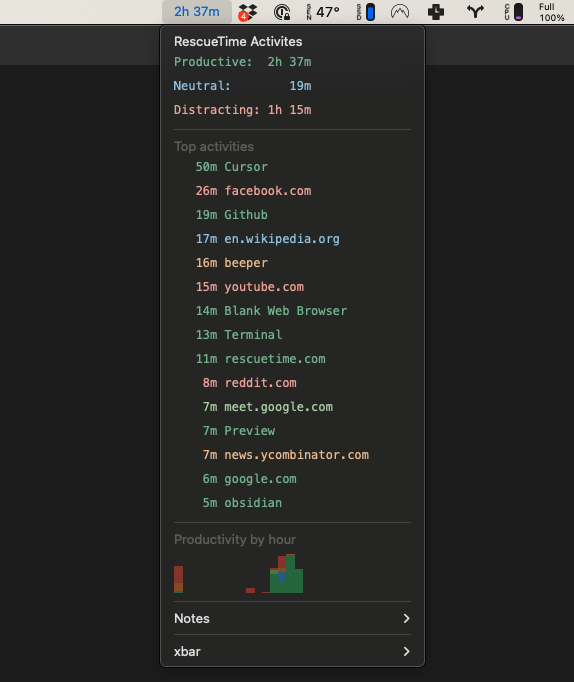 2h 37m
4
SEN
47°
SSD
CPU
Full
100%
RescueTime Activites
Productive: 2h 37m
Neutral: 19m
Distracting: 1h 15m
Top activities
50m Cursor
26m facebook.com
19m Github
17m en.wikipedia.org
16m beeper
15m youtube.com
14m Blank Web Browser
13m Terminal
11m rescuetime.com
8m reddit.com
7m meet.google.com
7m Preview
7m news.ycombinator.com
6m google.com
5m obsidian
Productivity by hour
Notes
xbar